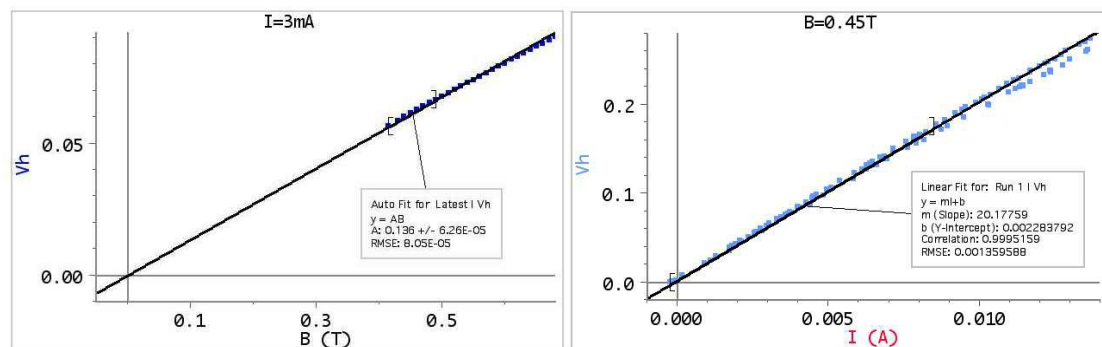 I=3mA
0.05
0.00
Vh
0.1
0.3
0.5
B (T)
Auto Fit for Latest I Vh
y = AB
A: 0.136 +/- 6.26E-05
RMSE: 8.05E-05
B=0.45T
0.2
0.1
0.0
Vh
0.000
0.005
0.010
I (A)
Linear Fit for: Run 1 I Vh
y = mI+b
m (Slope): 20.17759
b (Y-Intercept): 0.002283792
Correlation: 0.9995159
RMSE: 0.001359588